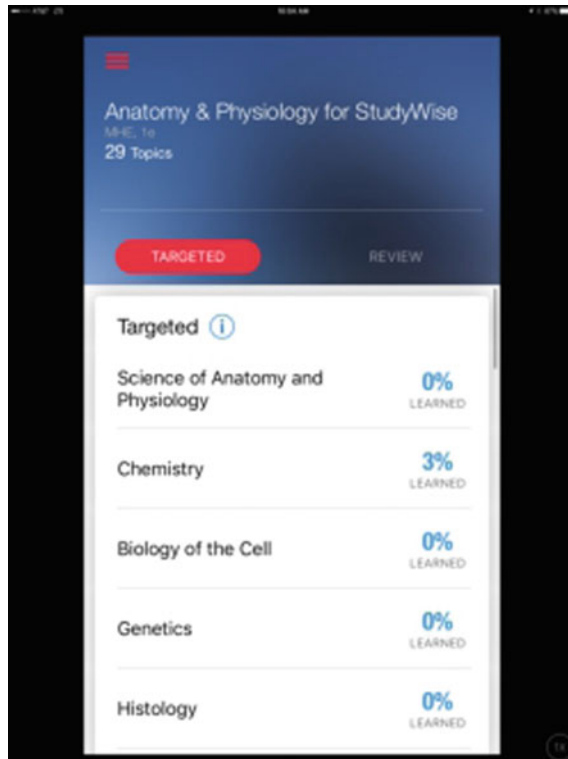 Anatomy & Physiology for StudyWise
MHE, 1e
29 Topics
TARGETED REVIEW
Targeted
Science of Anatomy and
Physiology
0%
LEARNED
Chemistry
3%
LEARNED
Biology of the Cell
0%
LEARNED
Genetics
0%
LEARNED
Histology
0%
LEARNED
1x